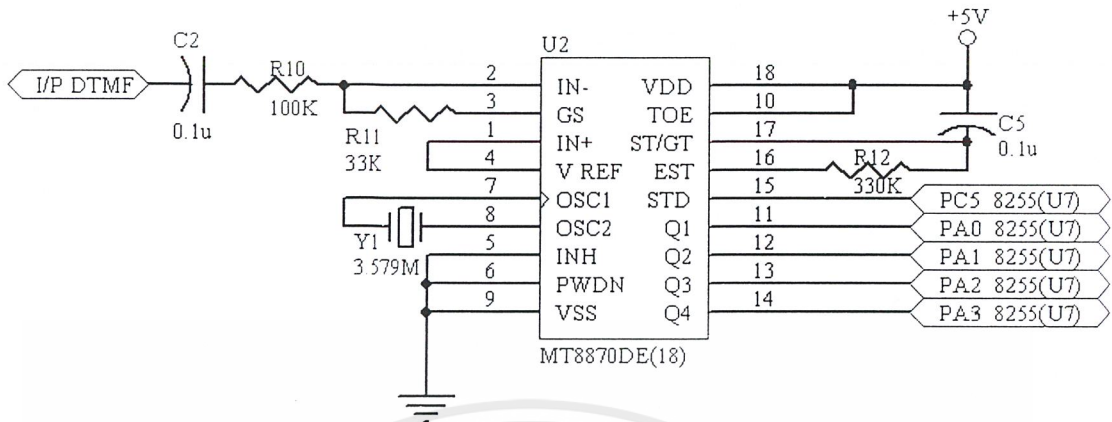 +5V
C2
U2
I/P DTMF
R10
100K
0.1u
R11
33K
2
3
1
4
7
8
5
6
9
IN-
GS
IN+
V REF
OSC1
OSC2
INH
PWDN
VSS
VDD
TOE
ST/GT
EST
STD
Q1
Q2
Q3
Q4
18
10
17
16
15
11
12
13
14
C5
0.1u
R12
330K
Y1
3.579M
PC5 8255(U7)
PA0 8255(U7)
PA1 8255(U7)
PA2 8255(U7)
PA3 8255(U7)
MT8870DE(18)